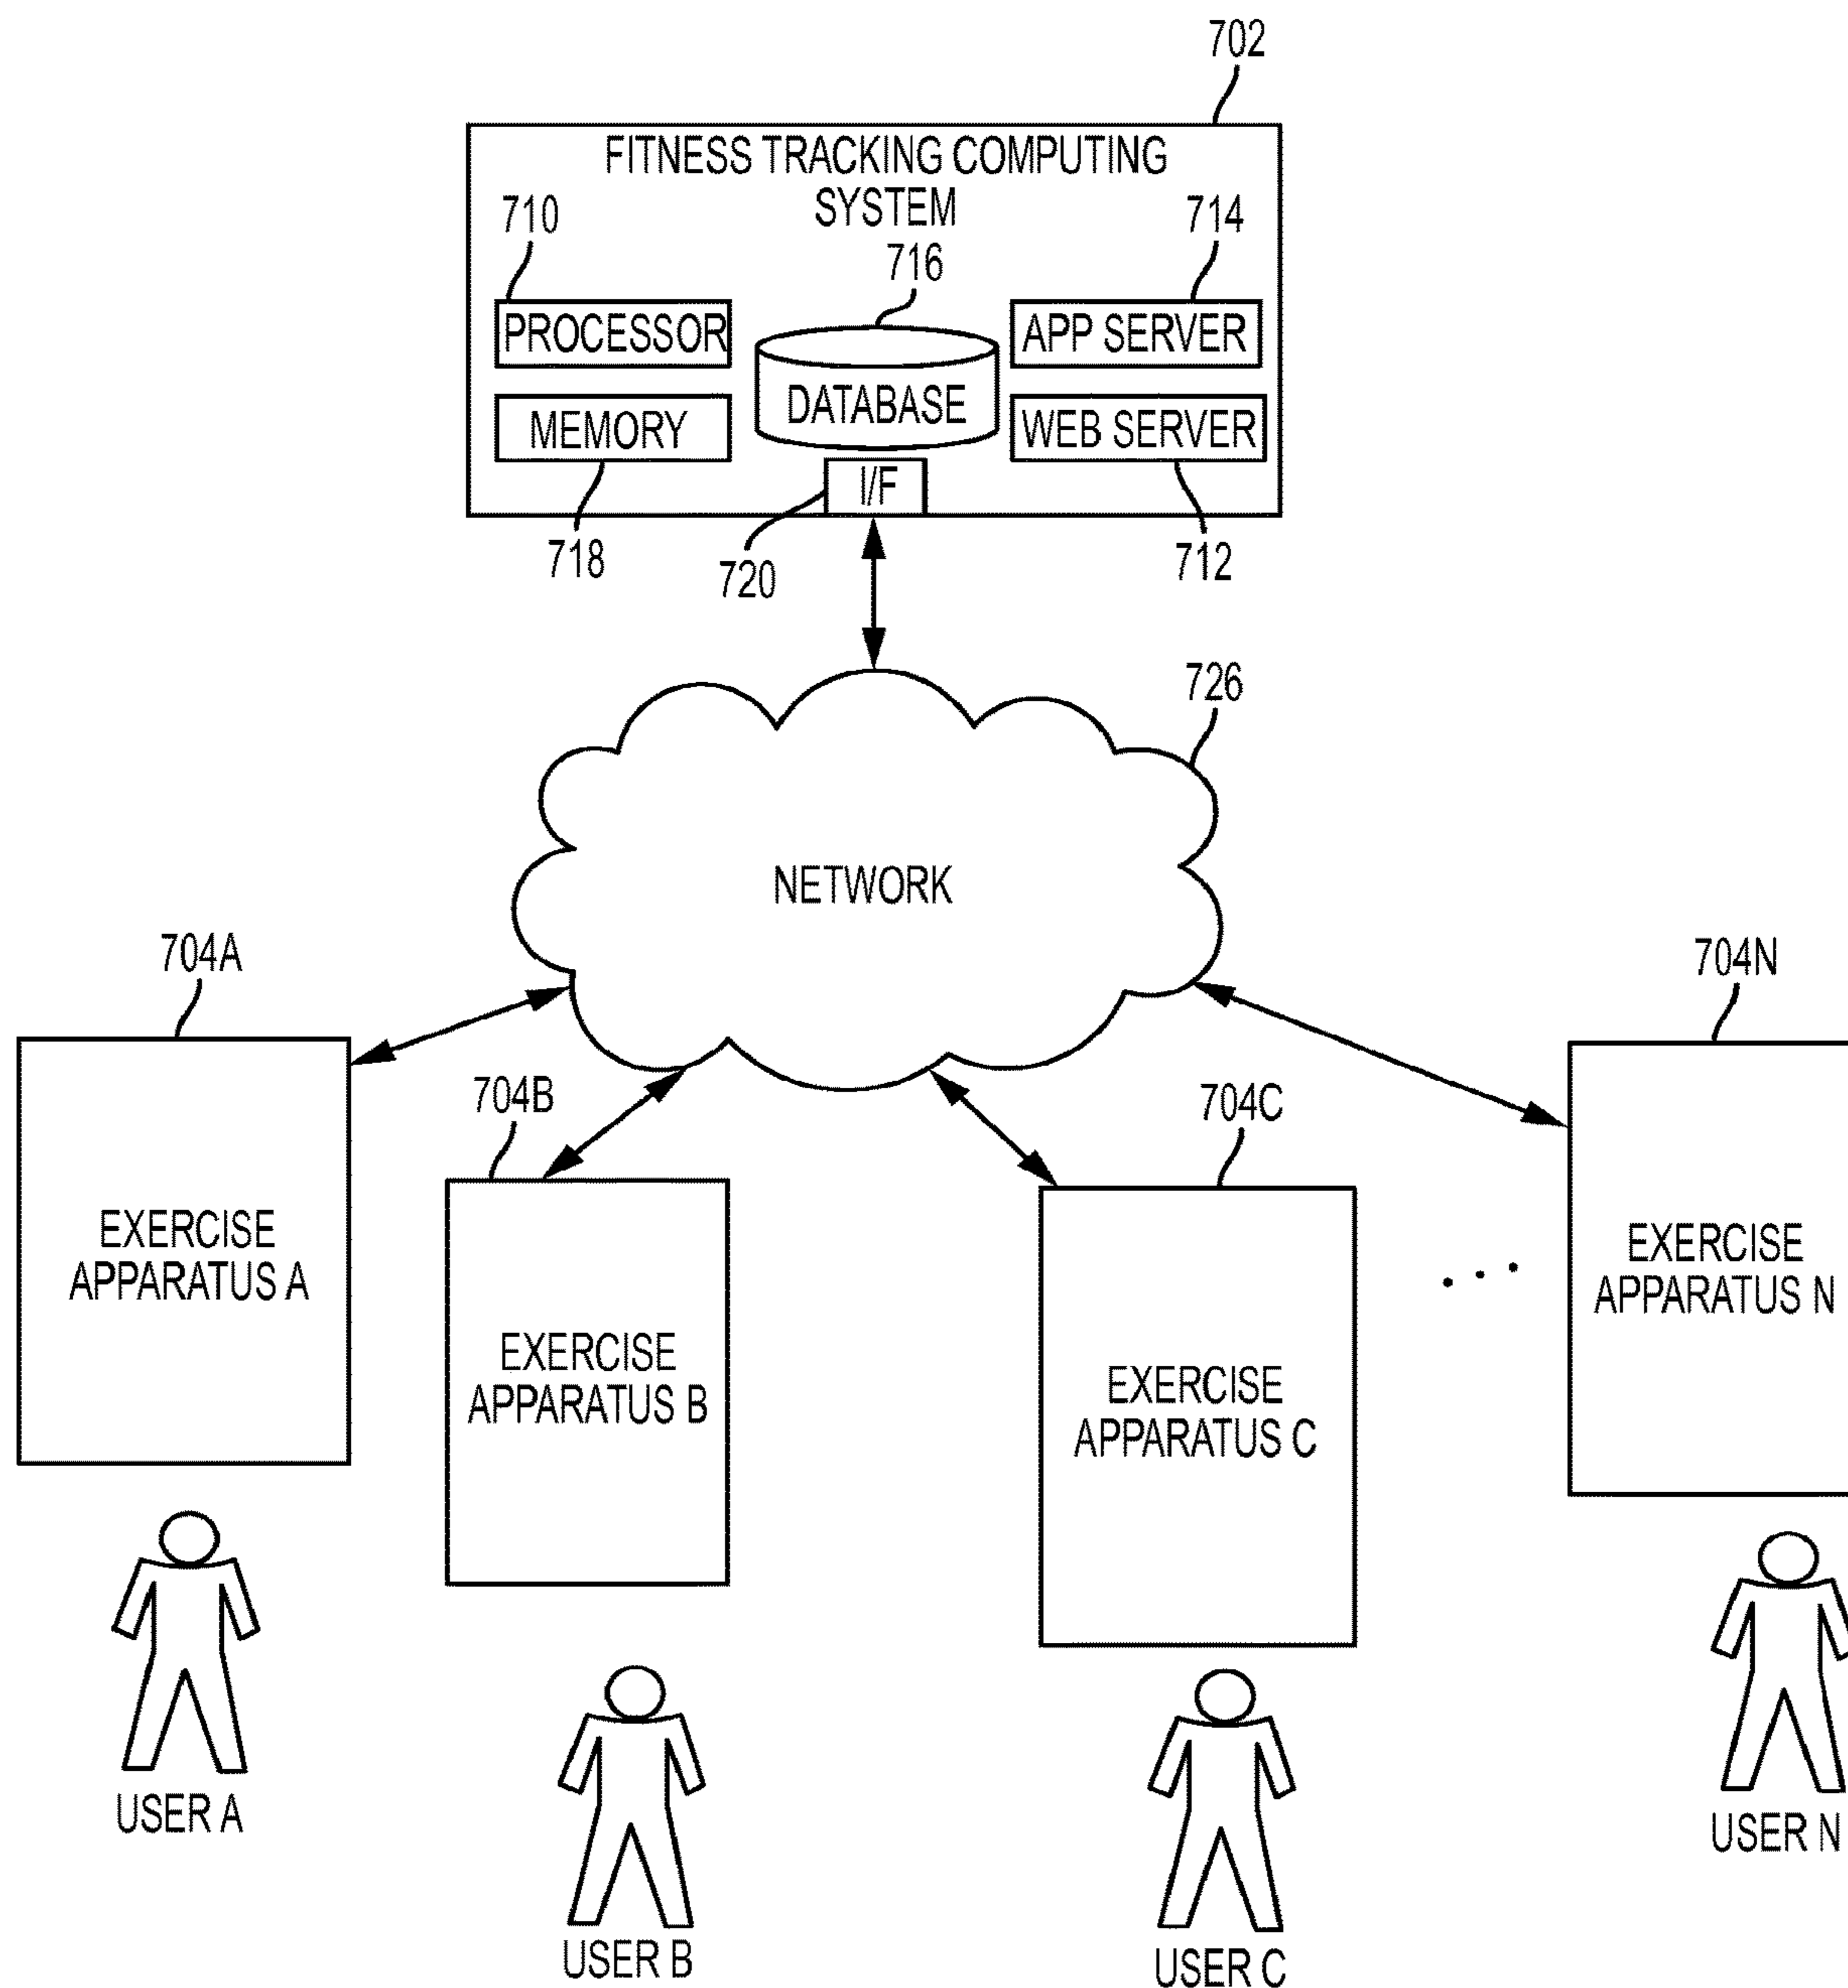 702
FITNESS TRACKING COMPUTING
SYSTEM
710
716
714
PROCESSOR
DATABASE
APP SERVER
MEMORY
WEB SERVER
I/F
718
720
712
726
NETWORK
704A
704N
704B
704C
EXERCISE
APPARATUS A
EXERCISE
APPARATUS B
EXERCISE
APPARATUS C
. . .
EXERCISE
APPARATUS N
USER A
USER B
USER C
USER N